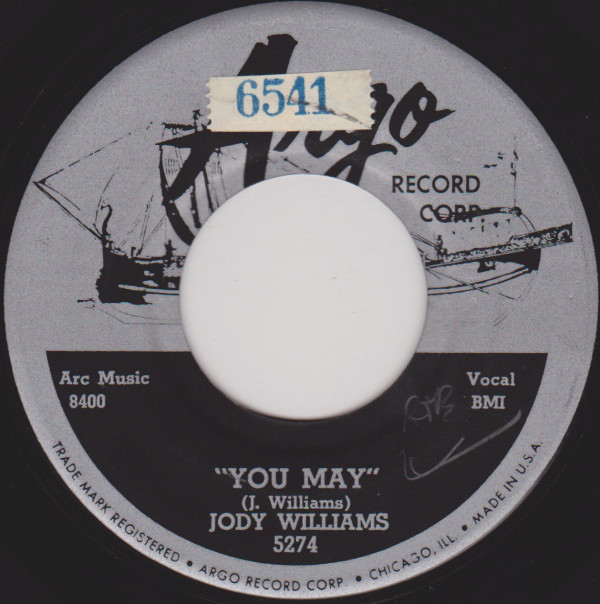 6541
Argo
RECORD
CORP.
Arc Music
8400
Vocal
BMI
"YOU MAY"
(J. Williams)
JODY WILLIAMS
5274
TRADE MARK REGISTERED • ARGO RECORD CORP. • CHICAGO, ILL. • MADE IN U.S.A.